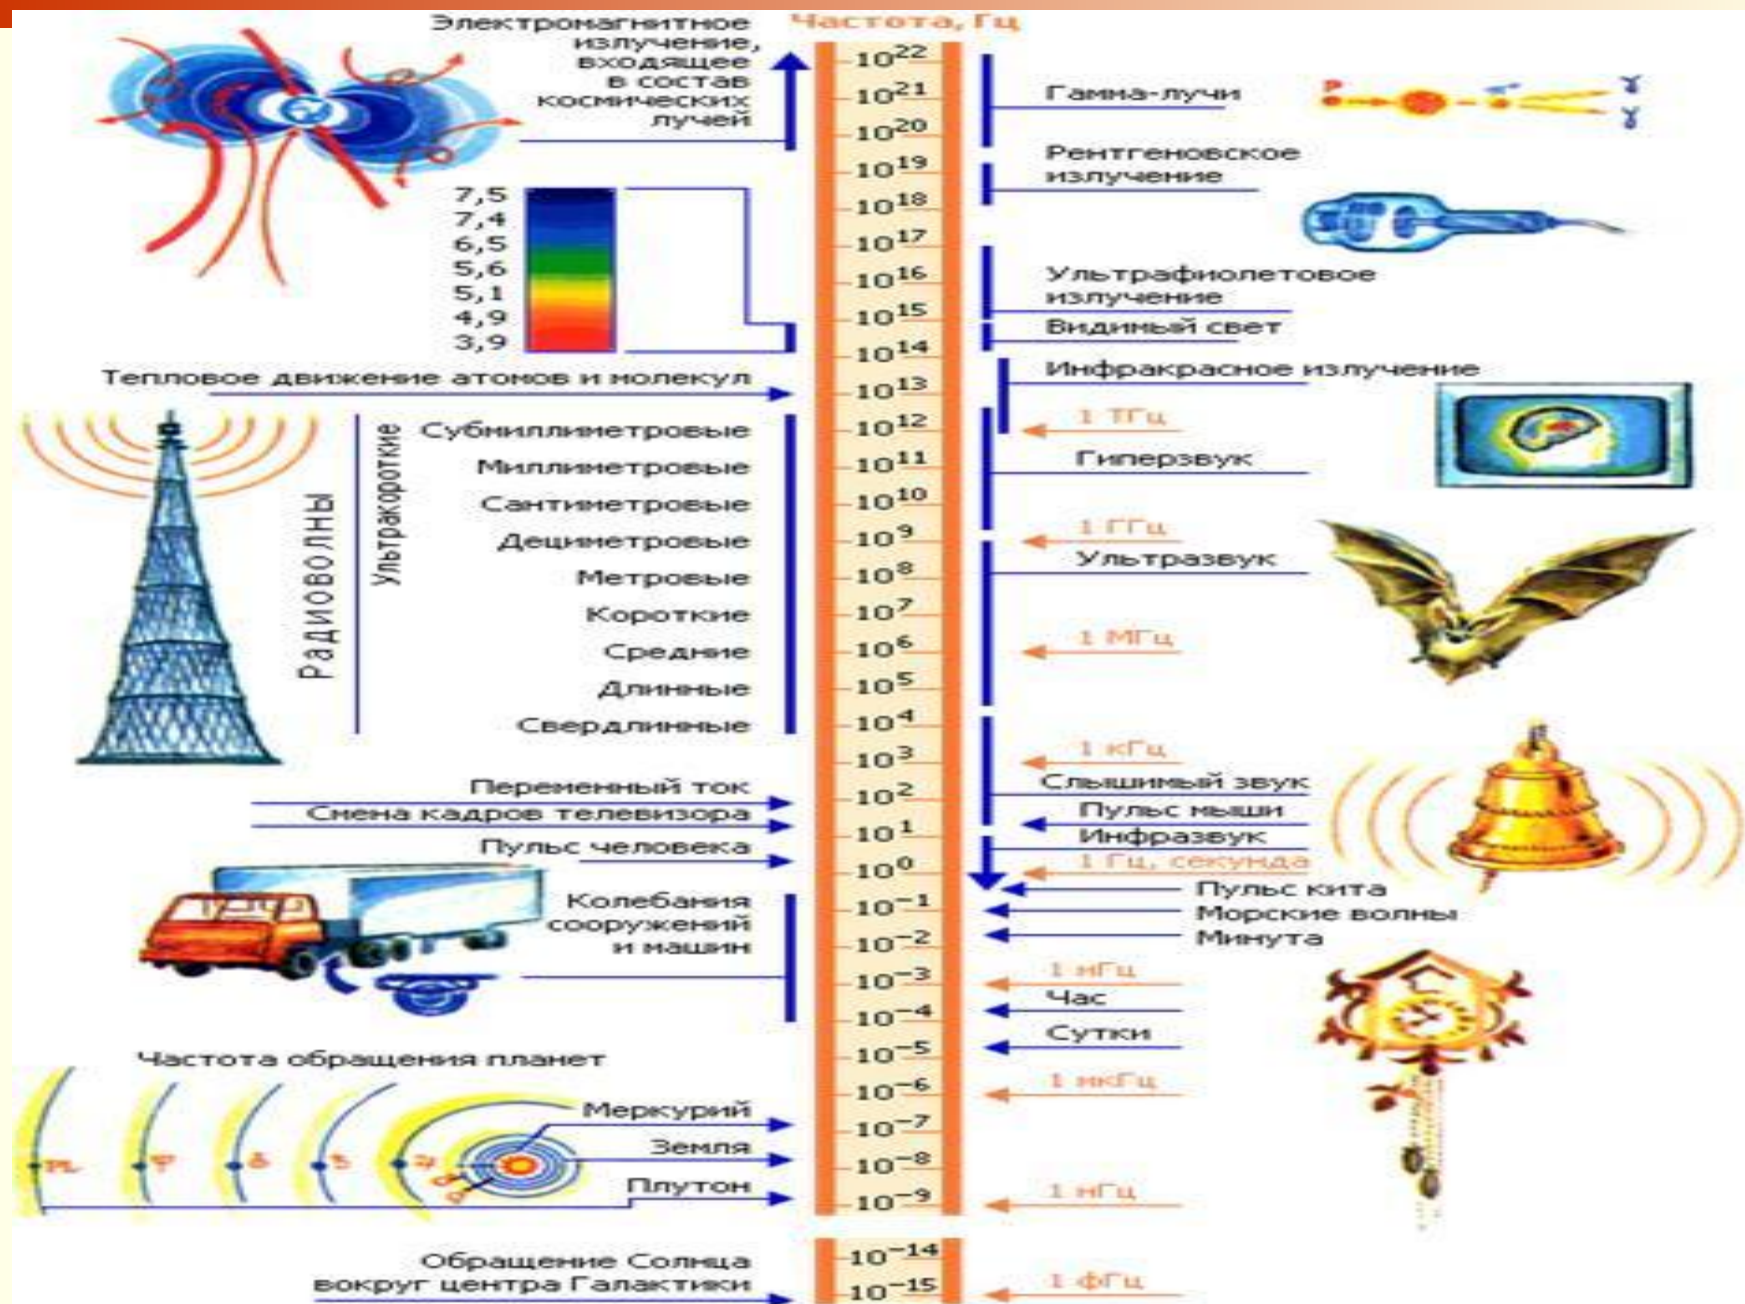 Электромагнитное
излучение,
входящее
в состав
космических
лучей
Частота, Гц
10²²
10²¹
10²⁰
10¹⁹
10¹⁸
10¹⁷
10¹⁶
10¹⁵
10¹⁴
10¹³
10¹²
10¹¹
10¹⁰
10⁹
10⁸
10⁷
10⁶
10⁵
10⁴
10³
10²
10¹
10⁰
10⁻¹
10⁻²
10⁻³
10⁻⁴
10⁻⁵
10⁻⁶
10⁻⁷
10⁻⁸
10⁻⁹
10⁻¹⁴
10⁻¹⁵
7,5
7,4
6,5
5,6
5,1
4,9
3,9
Тепловое движение атомов и молекул
Радиоволны
Ультракороткие
Субмиллиметровые
Миллиметровые
Сантиметровые
Дециметровые
Метровые
Короткие
Средние
Длинные
Свердлинные
Переменный ток
Смена кадров телевизора
Пульс человека
Колебания
сооружений
и машин
Частота обращения планет
Меркурий
Земля
Плутон
Обращение Солнца
вокруг центра Галактики
Гамма-лучи
P
γ
γ
Рентгеновское
излучение
Ультрафиолетовое
излучение
Видимый свет
Инфракрасное излучение
1 ТГц
Гиперзвук
1 ГГц
Ультразвук
1 МГц
1 кГц
Слышимый звук
Пульс мыши
Инфразвук
1 Гц, секунда
Пульс кита
Морские волны
Минута
1 мГц
Час
Сутки
1 мкГц
1 нГц
1 фГц